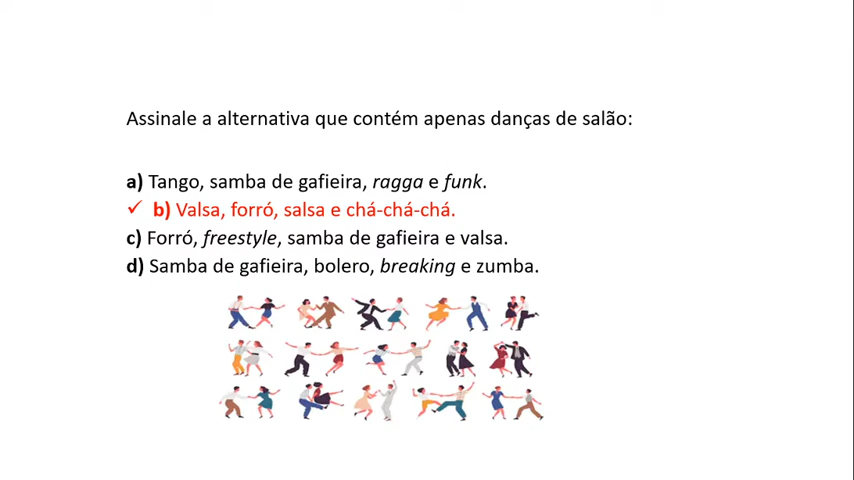 Assinale a alternativa que contém apenas danças de salão:
a) Tango, samba de gafieira, ragga e funk.
✓ b) Valsa, forró, salsa e chá-chá-chá.
c) Forró, freestyle, samba de gafieira e valsa.
d) Samba de gafieira, bolero, breaking e zumba.